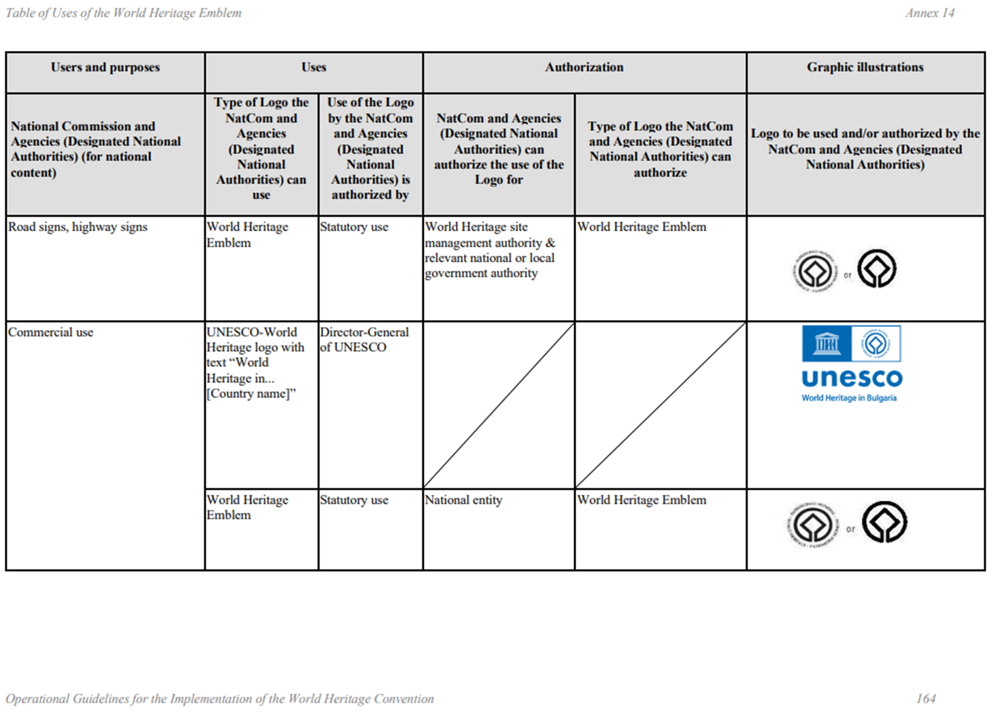 Table of Uses of the World Heritage Emblem
Annex 14
Users and purposes
Uses
Authorization
Graphic illustrations
National Commission and
Agencies (Designated National
Authorities) (for national
content)
Type of Logo the
NatCom and
Agencies
(Designated
National
Authorities) can
use
Use of the Logo
by the NatCom
and Agencies
(Designated
National
Authorities) is
authorized by
NatCom and Agencies
(Designated National
Authorities) can
authorize the use of the
Logo for
Type of Logo the NatCom
and Agencies (Designated
National Authorities) can
authorize
Logo to be used and/or authorized by the
NatCom and Agencies (Designated
National Authorities)
Road signs, highway signs
World Heritage
Emblem
Statutory use
World Heritage site
management authority &
relevant national or local
government authority
World Heritage Emblem
or
Commercial use
UNESCO-World
Heritage logo with
text “World
Heritage in...
[Country name]”
Director-General
of UNESCO
unesco
World Heritage in Bulgaria
World Heritage
Emblem
Statutory use
National entity
World Heritage Emblem
or
Operational Guidelines for the Implementation of the World Heritage Convention
164